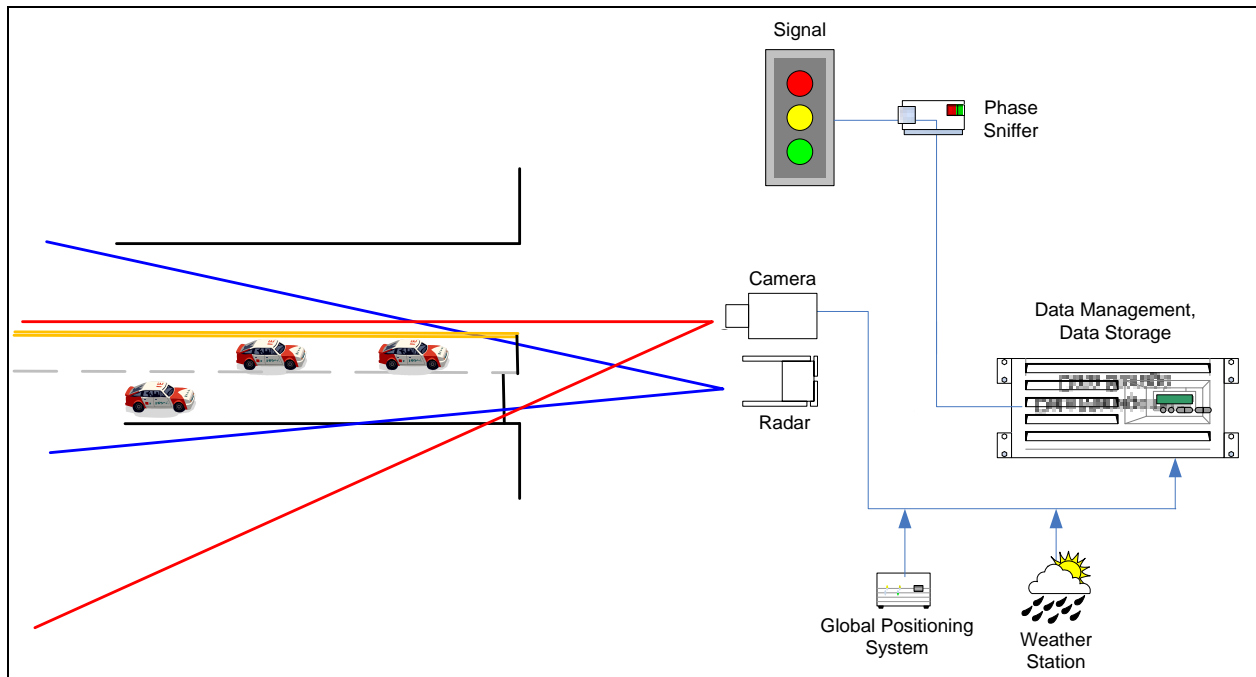 Signal
Phase
Sniffer
Camera
Data Management,
Data Storage
Radar
Global Positioning
System
Weather
Station